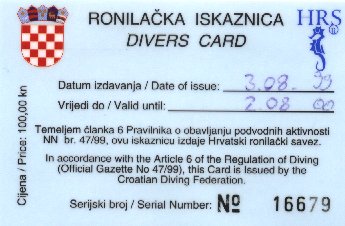 RONILAČKA ISKAZNICA
DIVERS CARD
HRS
Datum izdavanja / Date of issue: 3.08. 99
Vrijedi do / Valid until: 2.08 00
Temeljem članka 6 Pravilnika o obavljanju podvodnih aktivnosti
NN br. 47/99, ovu iskaznicu izdaje Hrvatski ronilački savez.
In accordance with the Article 6 of the Regulation of Diving
(Official Gazette No 47/99), this Card is Issued by the
Croatian Diving Federation.
Serijski broj / Serial Number: № 16679
Cijena / Price: 100,00 kn